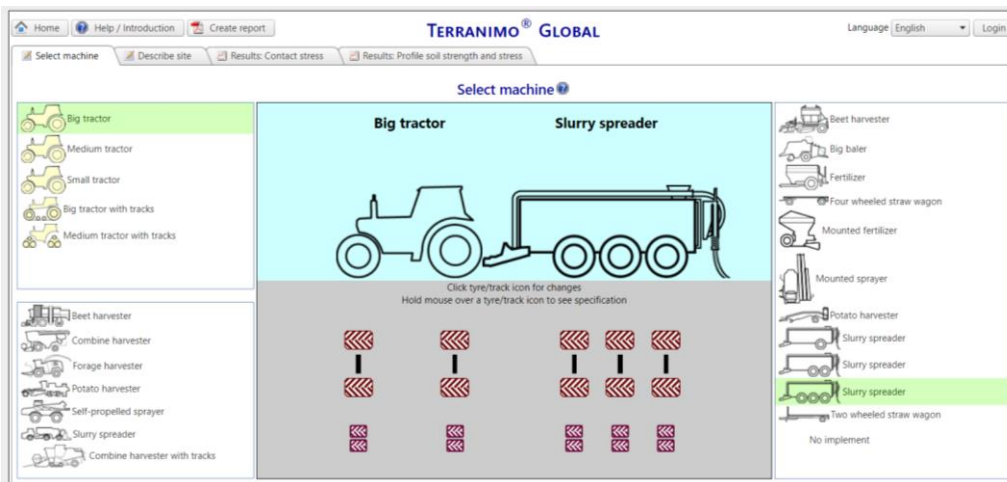 Home
Help / Introduction
Create report
TERRANIMO® GLOBAL
Language English
Login
Select machine
Describe site
Results: Contact stress
Results: Profile soil strength and stress
Select machine
Big tractor
Medium tractor
Small tractor
Big tractor with tracks
Medium tractor with tracks
Beet harvester
Combine harvester
Forage harvester
Potato harvester
Self-propelled sprayer
Slurry spreader
Combine harvester with tracks
Big tractor
Slurry spreader
Click tyre/track icon for changes
Hold mouse over a tyre/track icon to see specification
Beet harvester
Big baler
Fertilizer
Four wheeled straw wagon
Mounted fertilizer
Mounted sprayer
Potato harvester
Slurry spreader
Slurry spreader
Slurry spreader
Two wheeled straw wagon
No implement